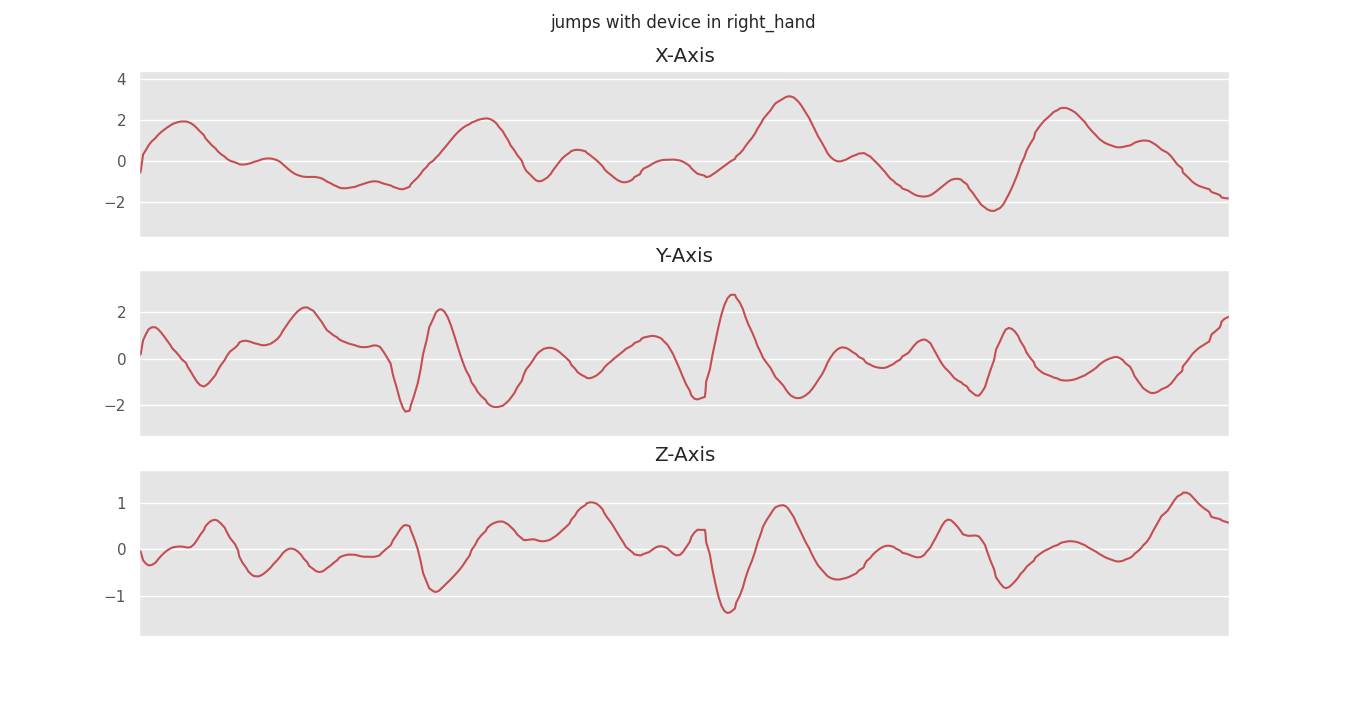 jumps with device in right_hand
X-Axis
4
2
0
−2
Y-Axis
2
0
−2
Z-Axis
1
0
−1